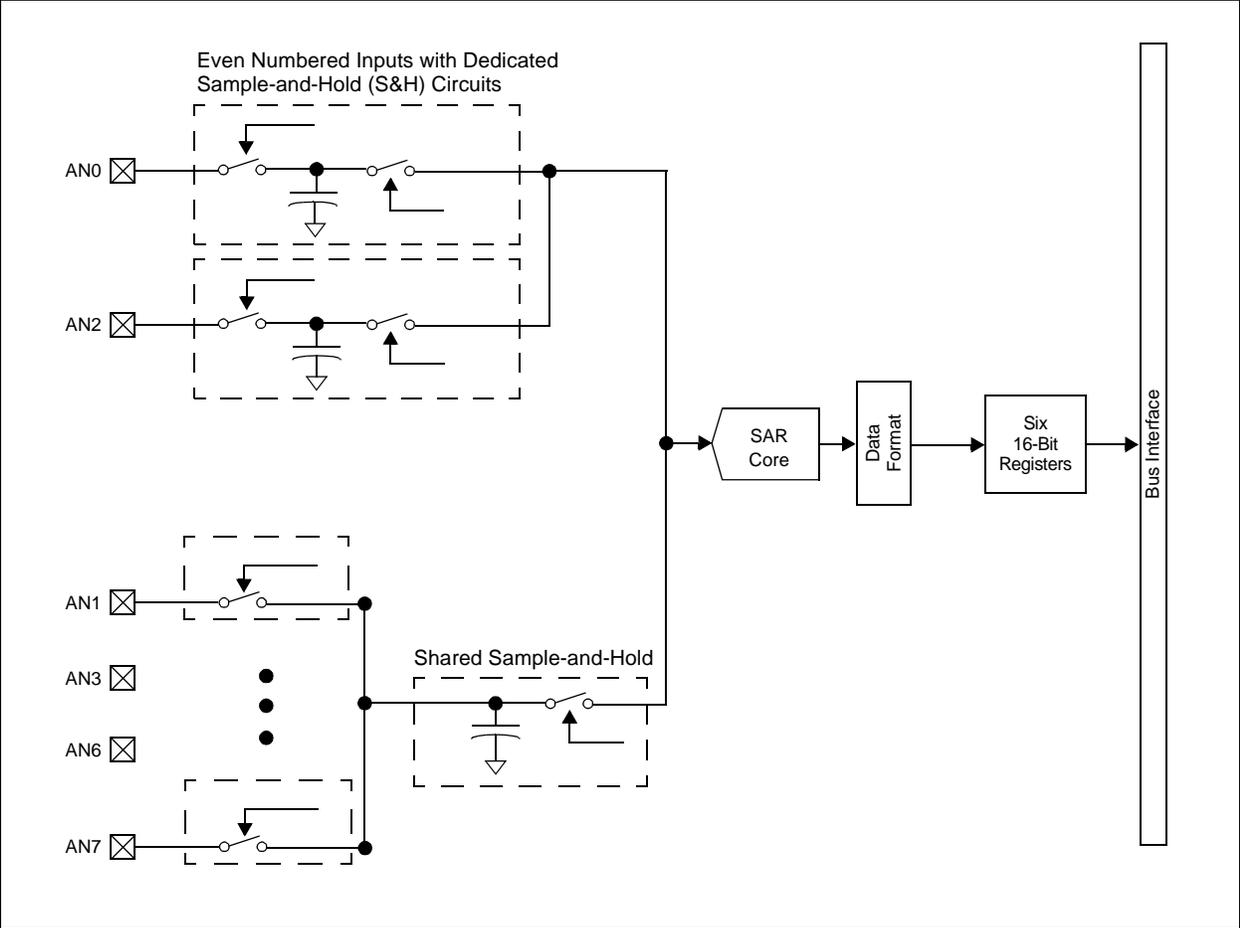 Even Numbered Inputs with Dedicated
Sample-and-Hold (S&H) Circuits
AN0
AN2
SAR
Core
Data
Format
Six
16-Bit
Registers
Bus Interface
AN1
AN3
AN6
AN7
Shared Sample-and-Hold